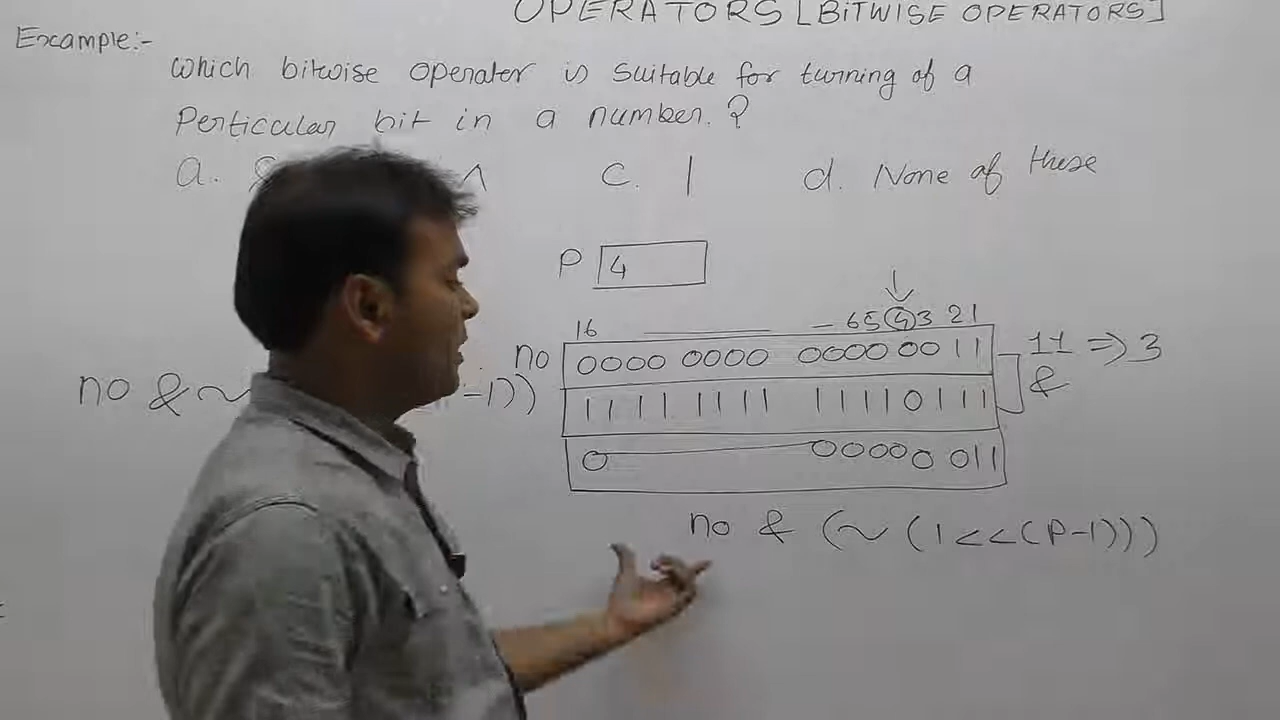 OPERATORS [BITWISE OPERATORS]
Example:-
which bitwise operater is suitable for turning of a
Perticular bit in a number.?
a. & ^ c. | d. None of these
P 4
16 - 65 4 3 21
no 0000 0000 0000 0011 11 => 3
no & ~ -1)) &
1111 1111 1111 0111
0 00000 011
no & (~(1<<(P-1)))